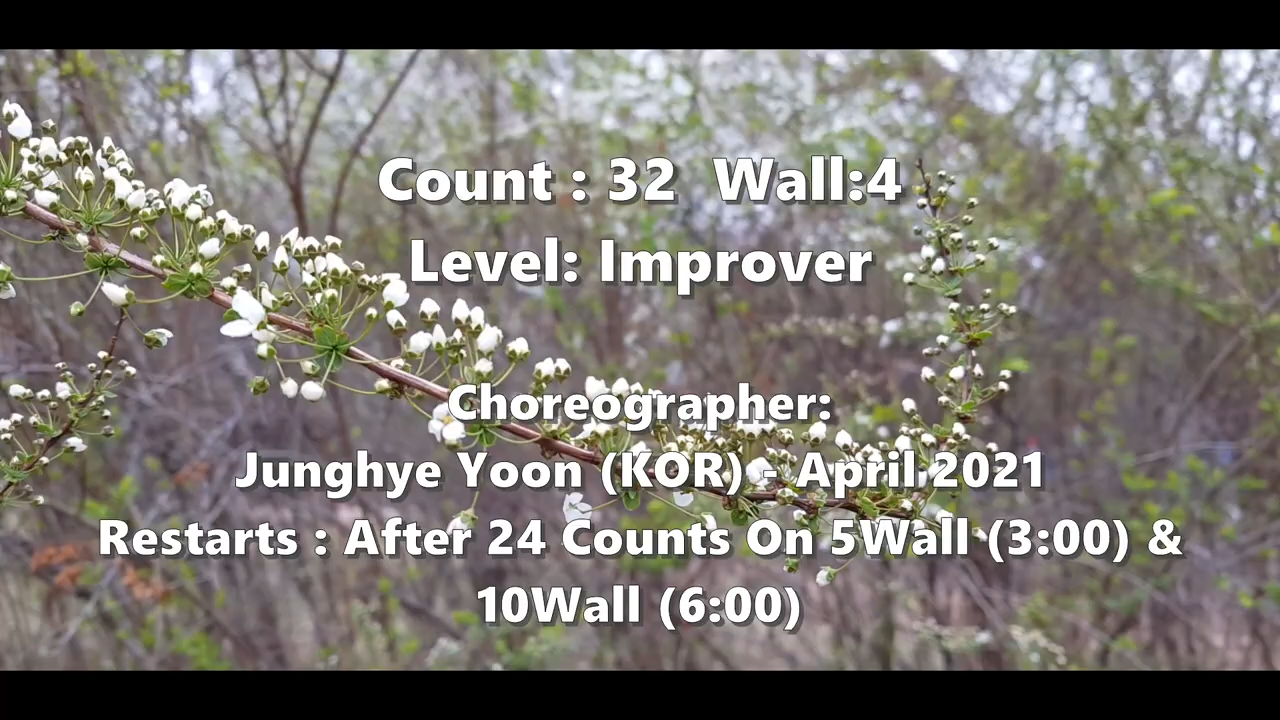 Count : 32 Wall:4
Level: Improver
Choreographer:
Junghye Yoon (KOR) - April 2021
Restarts : After 24 Counts On 5Wall (3:00) &
10Wall (6:00)